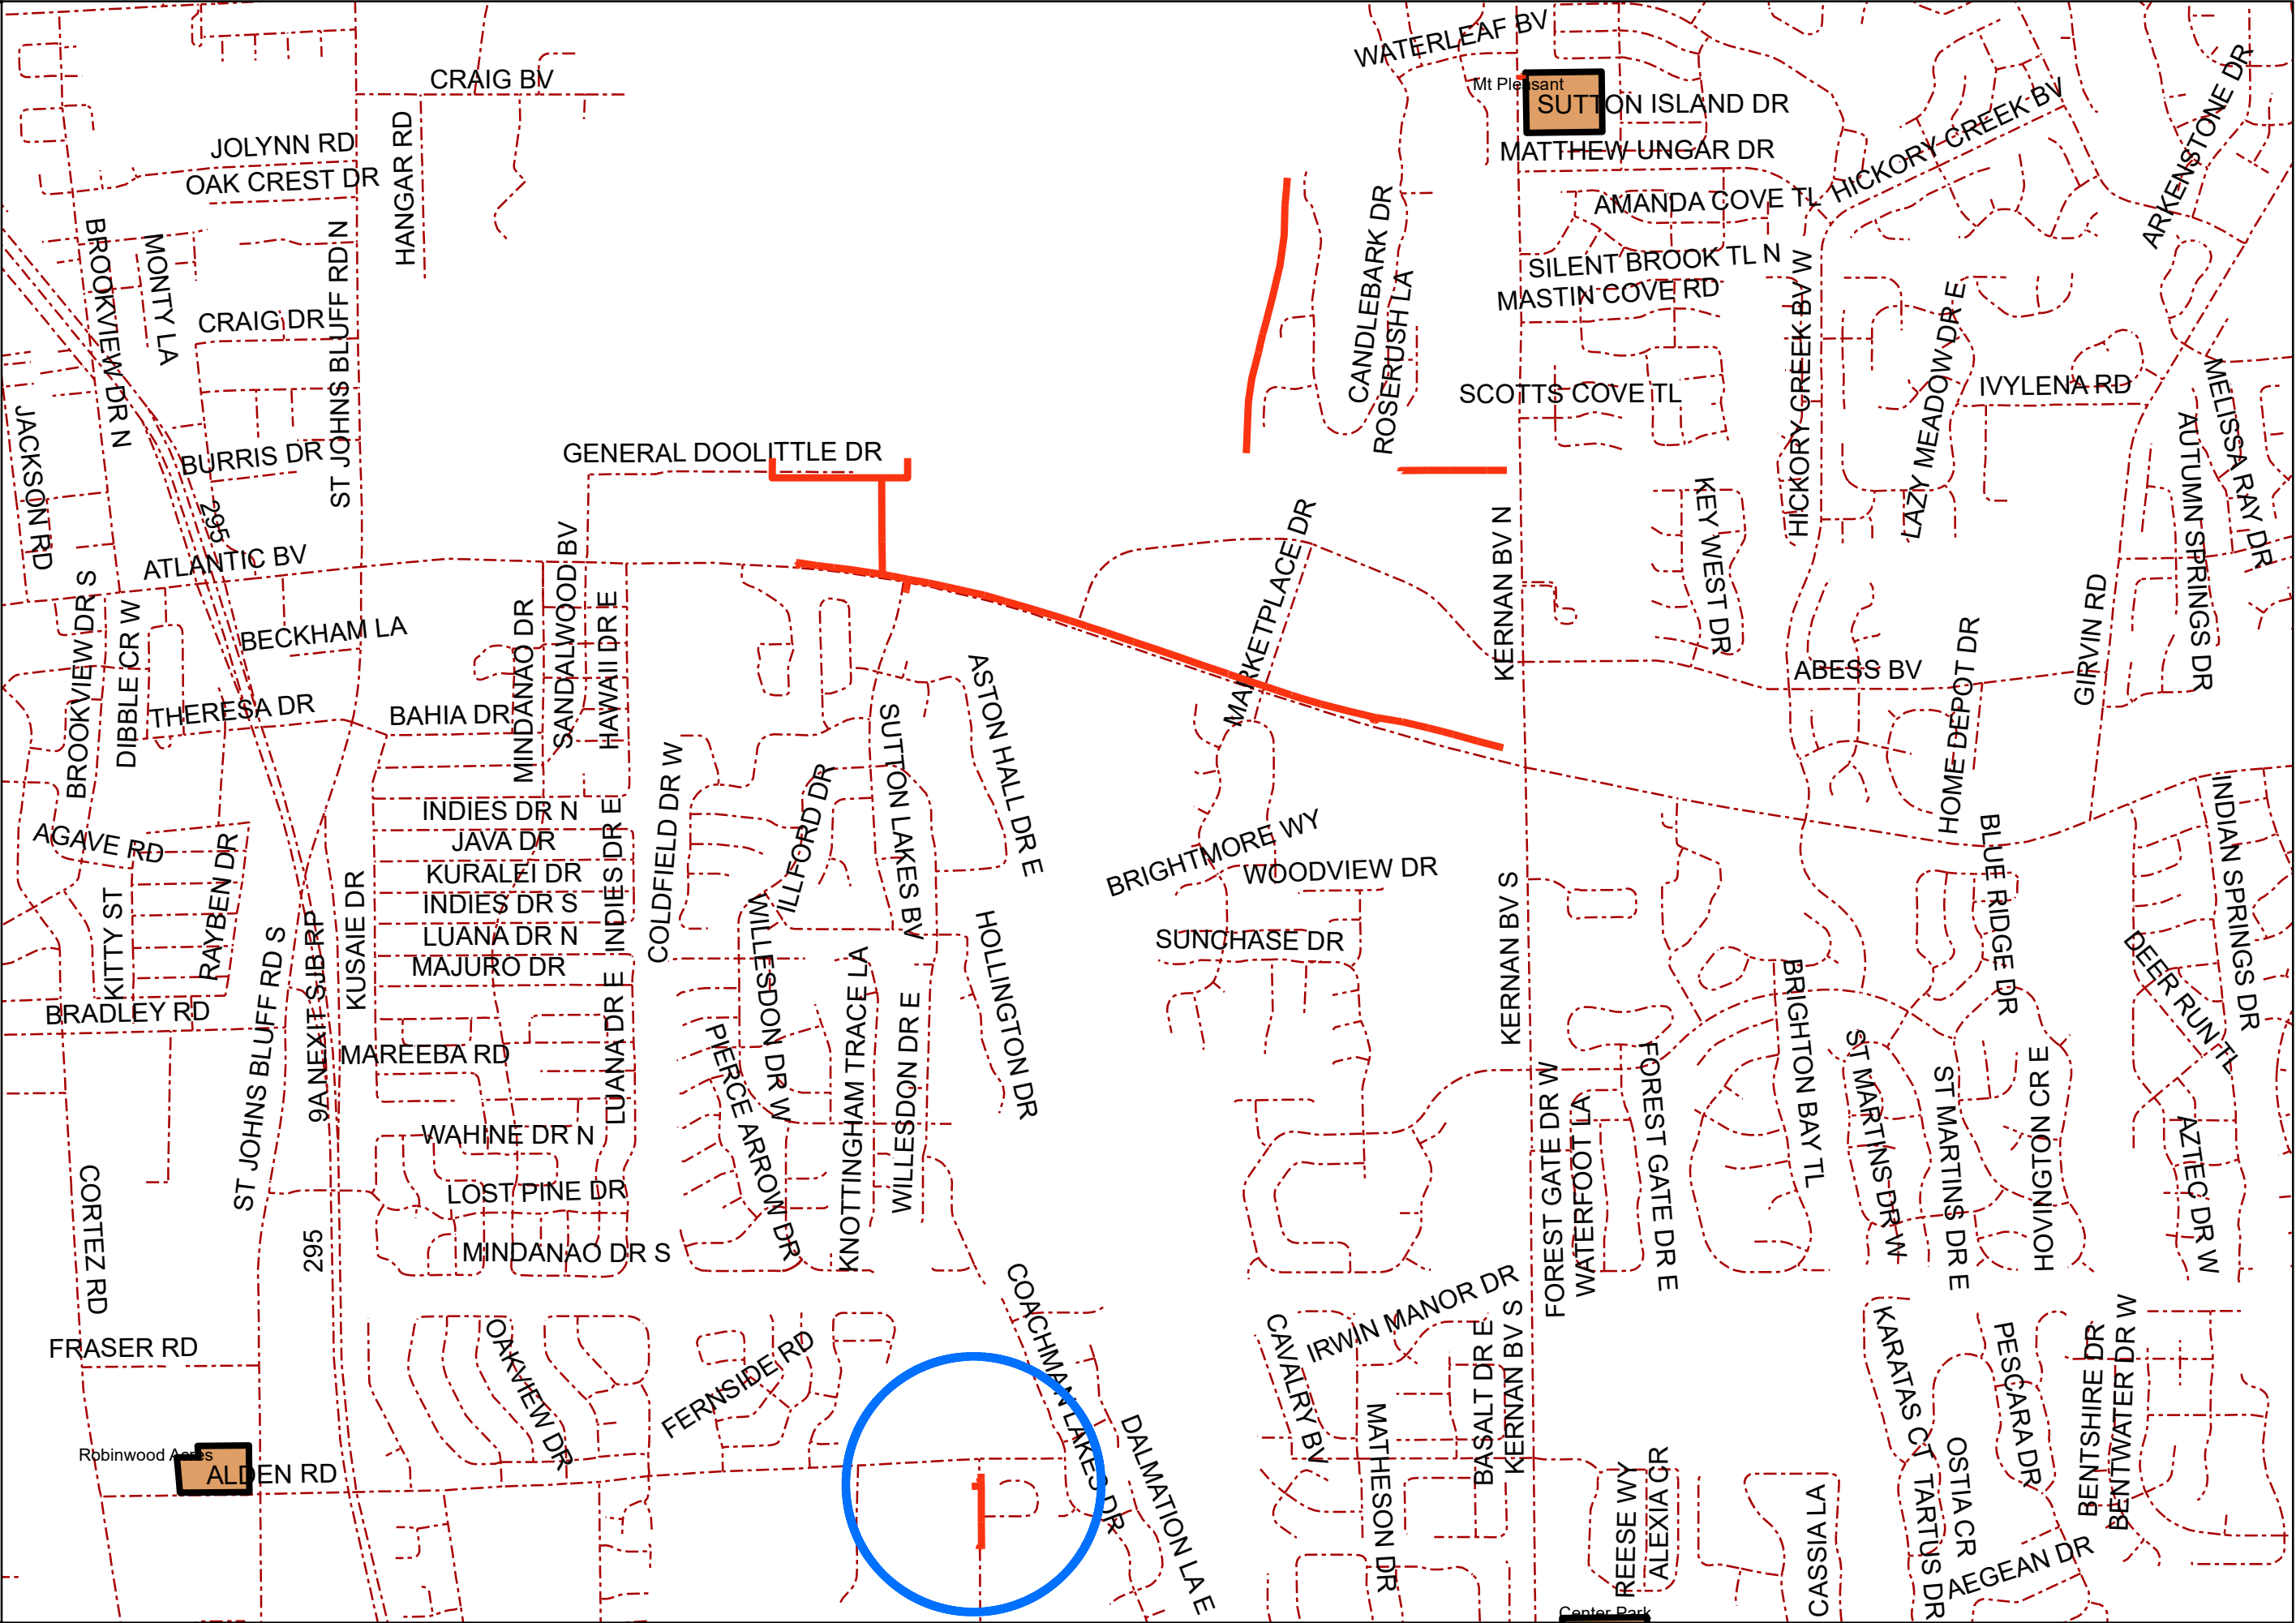 WATERLEAF BV
CRAIG BV
Mt Pleasant
SUTTON ISLAND DR
ARKENSTONE DR
HICKORY CREEK BV
JOLYNN RD
HANGAR RD
MATTHEW UNGAR DR
OAK CREST DR
AMANDA COVE TL
BROOKVIEW DR N
MONTY LA
ST JOHNS BLUFF RD N
CANDLEBARK DR
ROSERUSH LA
SILENT BROOK TL N
MASTIN COVE RD
HICKORY CREEK BV W
LAZY MEADOW DR E
CRAIG DR
SCOTTS COVE TL
IVYLENA RD
MELISSA RAY DR
AUTUMN SPRINGS DR
JACKSON RD
BURRIS DR
GENERAL DOOLITTLE DR
295
KEY WEST DR
MARKETPLACE DR
KERNAN BV N
ATLANTIC BV
SANDALWOOD BV
MINDANAO DR
HAWAII DR E
BROOKVIEW DR S
DIBBLE CR W
BECKHAM LA
GIRVIN RD
HOME DEPOT DR
ABESS BV
ASTON HALL DR E
THERESA DR
BAHIA DR
SUTTON LAKES BV
COLDFIELD DR W
ILLFORD DR
INDIES DR N
INDIES DR E
INDIAN SPRINGS DR
AGAVE RD
RAYBEN DR
JAVA DR
BRIGHTMORE WY
BLUE RIDGE DR
KURALEI DR
WOODVIEW DR
KERNAN BV S
KITTY ST
KUSAIE DR
INDIES DR S
WILLESDON DR W
HOLLINGTON DR
LUANA DR N
SUNCHASE DR
DEER RUN TL
MAJURO DR
LUANA DR E
KNOTTINGHAM TRACE LA
BRIGHTON BAY TL
BRADLEY RD
ST JOHNS BLUFF RD S
9A NEXIT SJB RP
MAREEBA RD
PIERCE ARROW DR
WILLESDON DR E
FOREST GATE DR W
WATERFOOT LA
FOREST GATE DR E
ST MARTINS DR W
ST MARTINS DR E
HOVINGTON CR E
AZTEC DR W
WAHINE DR N
CORTEZ RD
LOST PINE DR
295
MINDANAO DR S
COACHMAN LAKES DR
IRWIN MANOR DR
CAVALRY BV
BASALT DR E
KERNAN BV S
KARATAS CT
PESCARA DR
BENTSHIRE DR
BENTWATER DR W
FRASER RD
OAKVIEW DR
FERNSIDE RD
DALMATION LA E
MATHESON DR
Robinwood Acres
ALDEN RD
REESE WY
ALEXIA CR
CASSIA LA
TARTUS DR
OSTIA CR
AEGEAN DR
Center Park